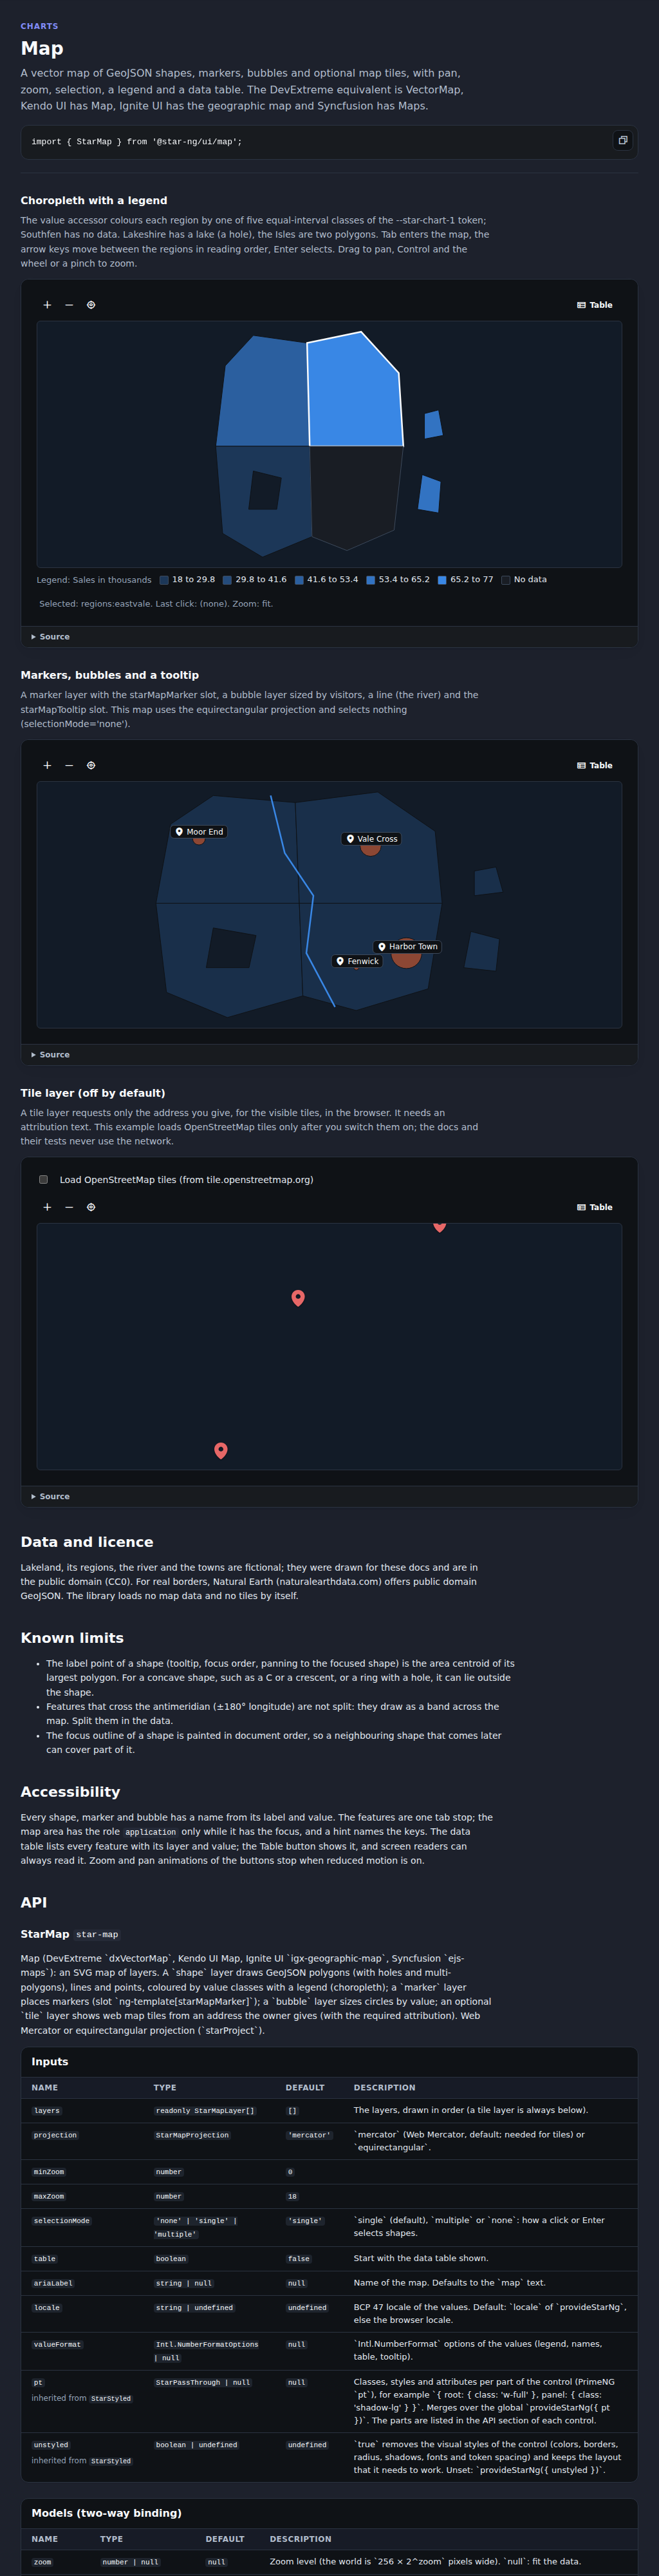 CHARTS
Map
A vector map of GeoJSON shapes, markers, bubbles and optional map tiles, with pan,
zoom, selection, a legend and a data table. The DevExtreme equivalent is VectorMap,
Kendo UI has Map, Ignite UI has the geographic map and Syncfusion has Maps.
import { StarMap } from '@star-ng/ui/map';
Choropleth with a legend
The value accessor colours each region by one of five equal-interval classes of the --star-chart-1 token;
Southfen has no data. Lakeshire has a lake (a hole), the Isles are two polygons. Tab enters the map, the
arrow keys move between the regions in reading order, Enter selects. Drag to pan, Control and the
wheel or a pinch to zoom.
Table
Legend: Sales in thousands 18 to 29.8 29.8 to 41.6 41.6 to 53.4 53.4 to 65.2 65.2 to 77 No data
Selected: regions:eastvale. Last click: (none). Zoom: fit.
Source
Markers, bubbles and a tooltip
A marker layer with the starMapMarker slot, a bubble layer sized by visitors, a line (the river) and the
starMapTooltip slot. This map uses the equirectangular projection and selects nothing
(selectionMode='none').
Table
Moor End
Vale Cross
Harbor Town
Fenwick
Source
Tile layer (off by default)
A tile layer requests only the address you give, for the visible tiles, in the browser. It needs an
attribution text. This example loads OpenStreetMap tiles only after you switch them on; the docs and
their tests never use the network.
Load OpenStreetMap tiles (from tile.openstreetmap.org)
Table
Source
Data and licence
Lakeland, its regions, the river and the towns are fictional; they were drawn for these docs and are in
the public domain (CC0). For real borders, Natural Earth (naturalearthdata.com) offers public domain
GeoJSON. The library loads no map data and no tiles by itself.
Known limits
• The label point of a shape (tooltip, focus order, panning to the focused shape) is the area centroid of its
largest polygon. For a concave shape, such as a C or a crescent, or a ring with a hole, it can lie outside
the shape.
• Features that cross the antimeridian (±180° longitude) are not split: they draw as a band across the
map. Split them in the data.
• The focus outline of a shape is painted in document order, so a neighbouring shape that comes later
can cover part of it.
Accessibility
Every shape, marker and bubble has a name from its label and value. The features are one tab stop; the
map area has the role application only while it has the focus, and a hint names the keys. The data
table lists every feature with its layer and value; the Table button shows it, and screen readers can
always read it. Zoom and pan animations of the buttons stop when reduced motion is on.
API
StarMap star-map
Map (DevExtreme `dxVectorMap`, Kendo UI Map, Ignite UI `igx-geographic-map`, Syncfusion `ejs-
maps`): an SVG map of layers. A `shape` layer draws GeoJSON polygons (with holes and multi-
polygons), lines and points, coloured by value classes with a legend (choropleth); a `marker` layer
places markers (slot `ng-template[starMapMarker]`); a `bubble` layer sizes circles by value; an optional
`tile` layer shows web map tiles from an address the owner gives (with the required attribution). Web
Mercator or equirectangular projection (`starProject`).
Inputs
NAME TYPE DEFAULT DESCRIPTION
layers readonly StarMapLayer[] [] The layers, drawn in order (a tile layer is always below).
projection StarMapProjection 'mercator' `mercator` (Web Mercator, default; needed for tiles) or
`equirectangular`.
minZoom number 0
maxZoom number 18
selectionMode 'none' | 'single' | 'single' `single` (default), `multiple` or `none`: how a click or Enter
'multiple' selects shapes.
table boolean false Start with the data table shown.
ariaLabel string | null null Name of the map. Defaults to the `map` text.
locale string | undefined undefined BCP 47 locale of the values. Default: `locale` of `provideStarNg`,
else the browser locale.
valueFormat Intl.NumberFormatOptions null `Intl.NumberFormat` options of the values (legend, names,
| null table, tooltip).
pt StarPassThrough | null null Classes, styles and attributes per part of the control (PrimeNG
inherited from StarStyled `pt`), for example `{ root: { class: 'w-full' }, panel: { class:
'shadow-lg' } }`. Merges over the global `provideStarNg({ pt
})`. The parts are listed in the API section of each control.
unstyled boolean | undefined undefined `true` removes the visual styles of the control (colors, borders,
inherited from StarStyled radius, shadows, fonts and token spacing) and keeps the layout
that it needs to work. Unset: `provideStarNg({ unstyled })`.
Models (two-way binding)
NAME TYPE DEFAULT DESCRIPTION
zoom number | null null Zoom level (the world is `256 × 2^zoom` pixels wide). `null`: fit the data.